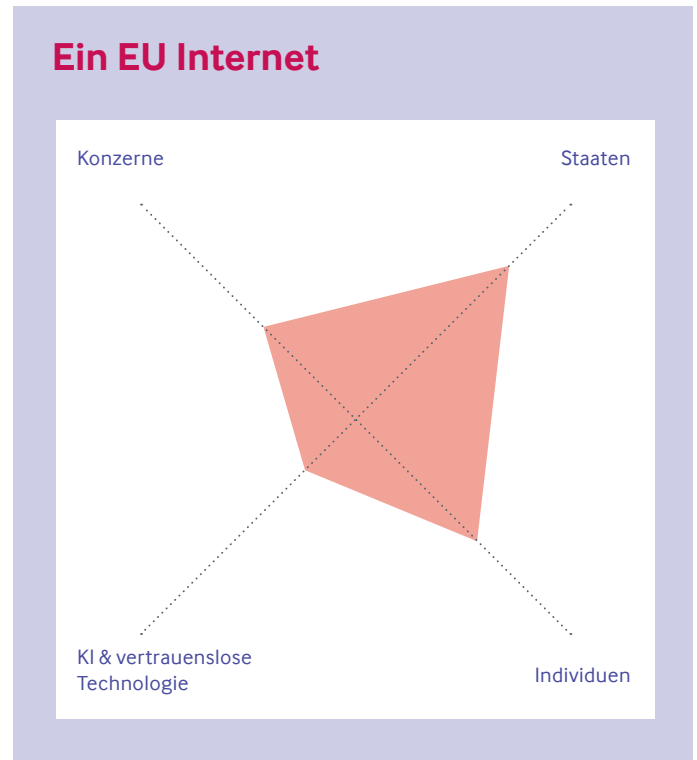 Ein EU Internet
Konzerne
Staaten
KI & vertrauenslose
Technologie
Individuen